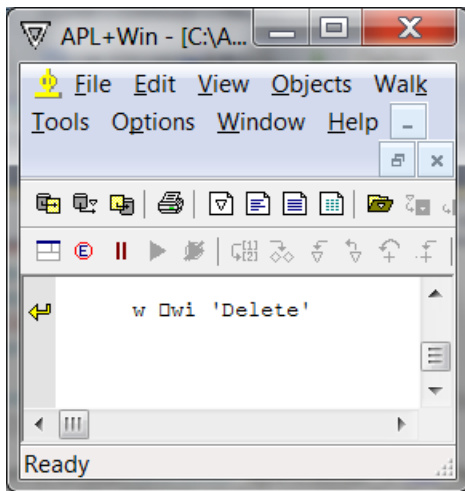 APL+Win - [C:\A...
File Edit View Objects Walk
Tools Options Window Help
w ⎕wi 'Delete'
Ready